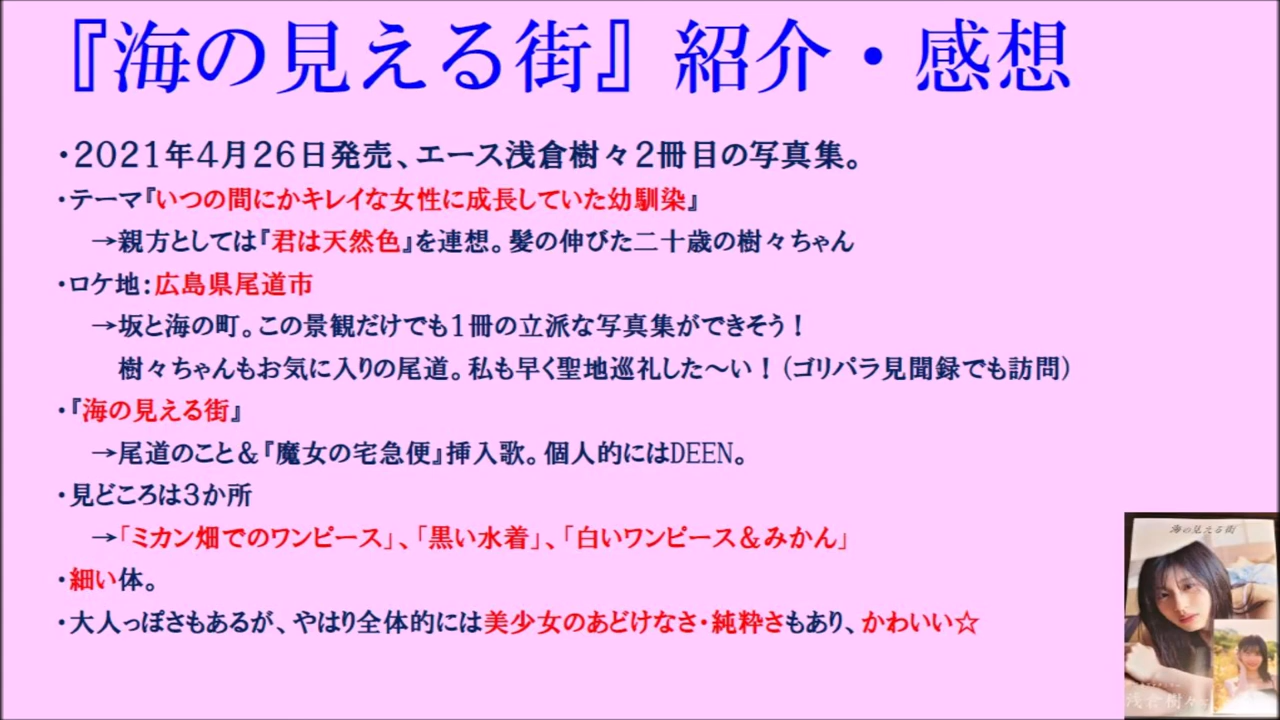 『海の見える街』紹介・感想
・2021年4月26日発売、エース浅倉樹々2冊目の写真集。
・テーマ『いつの間にかキレイな女性に成長していた幼馴染』
→親方としては『君は天然色』を連想。髪の伸びた二十歳の樹々ちゃん
・ロケ地：広島県尾道市
→坂と海の町。この景観だけでも1冊の立派な写真集ができそう！
樹々ちゃんもお気に入りの尾道。私も早く聖地巡礼した～い！（ゴリパラ見聞録でも訪問）
・『海の見える街』
→尾道のこと＆『魔女の宅急便』挿入歌。個人的にはDEEN。
・見どころは3か所
→「ミカン畑でのワンピース」、「黒い水着」、「白いワンピース＆みかん」
・細い体。
・大人っぽさもあるが、やはり全体的には美少女のあどけなさ・純粋さもあり、かわいい☆
海の見える街
浅倉樹々